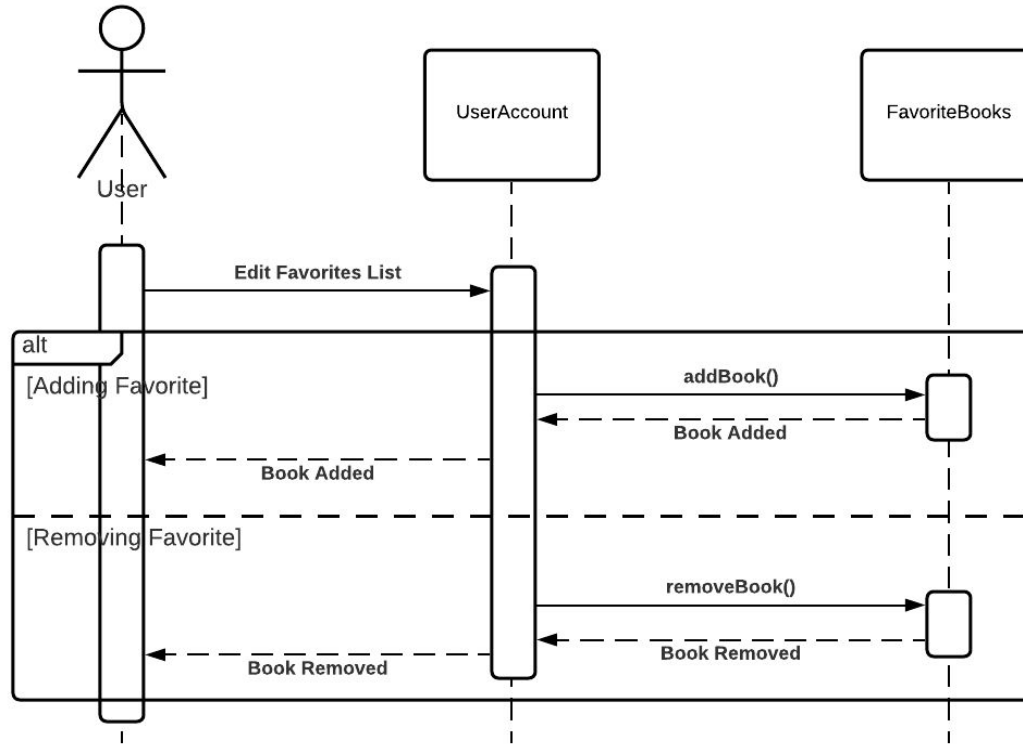 User
UserAccount
FavoriteBooks
Edit Favorites List
alt
[Adding Favorite]
addBook()
Book Added
Book Added
[Removing Favorite]
removeBook()
Book Removed
Book Removed